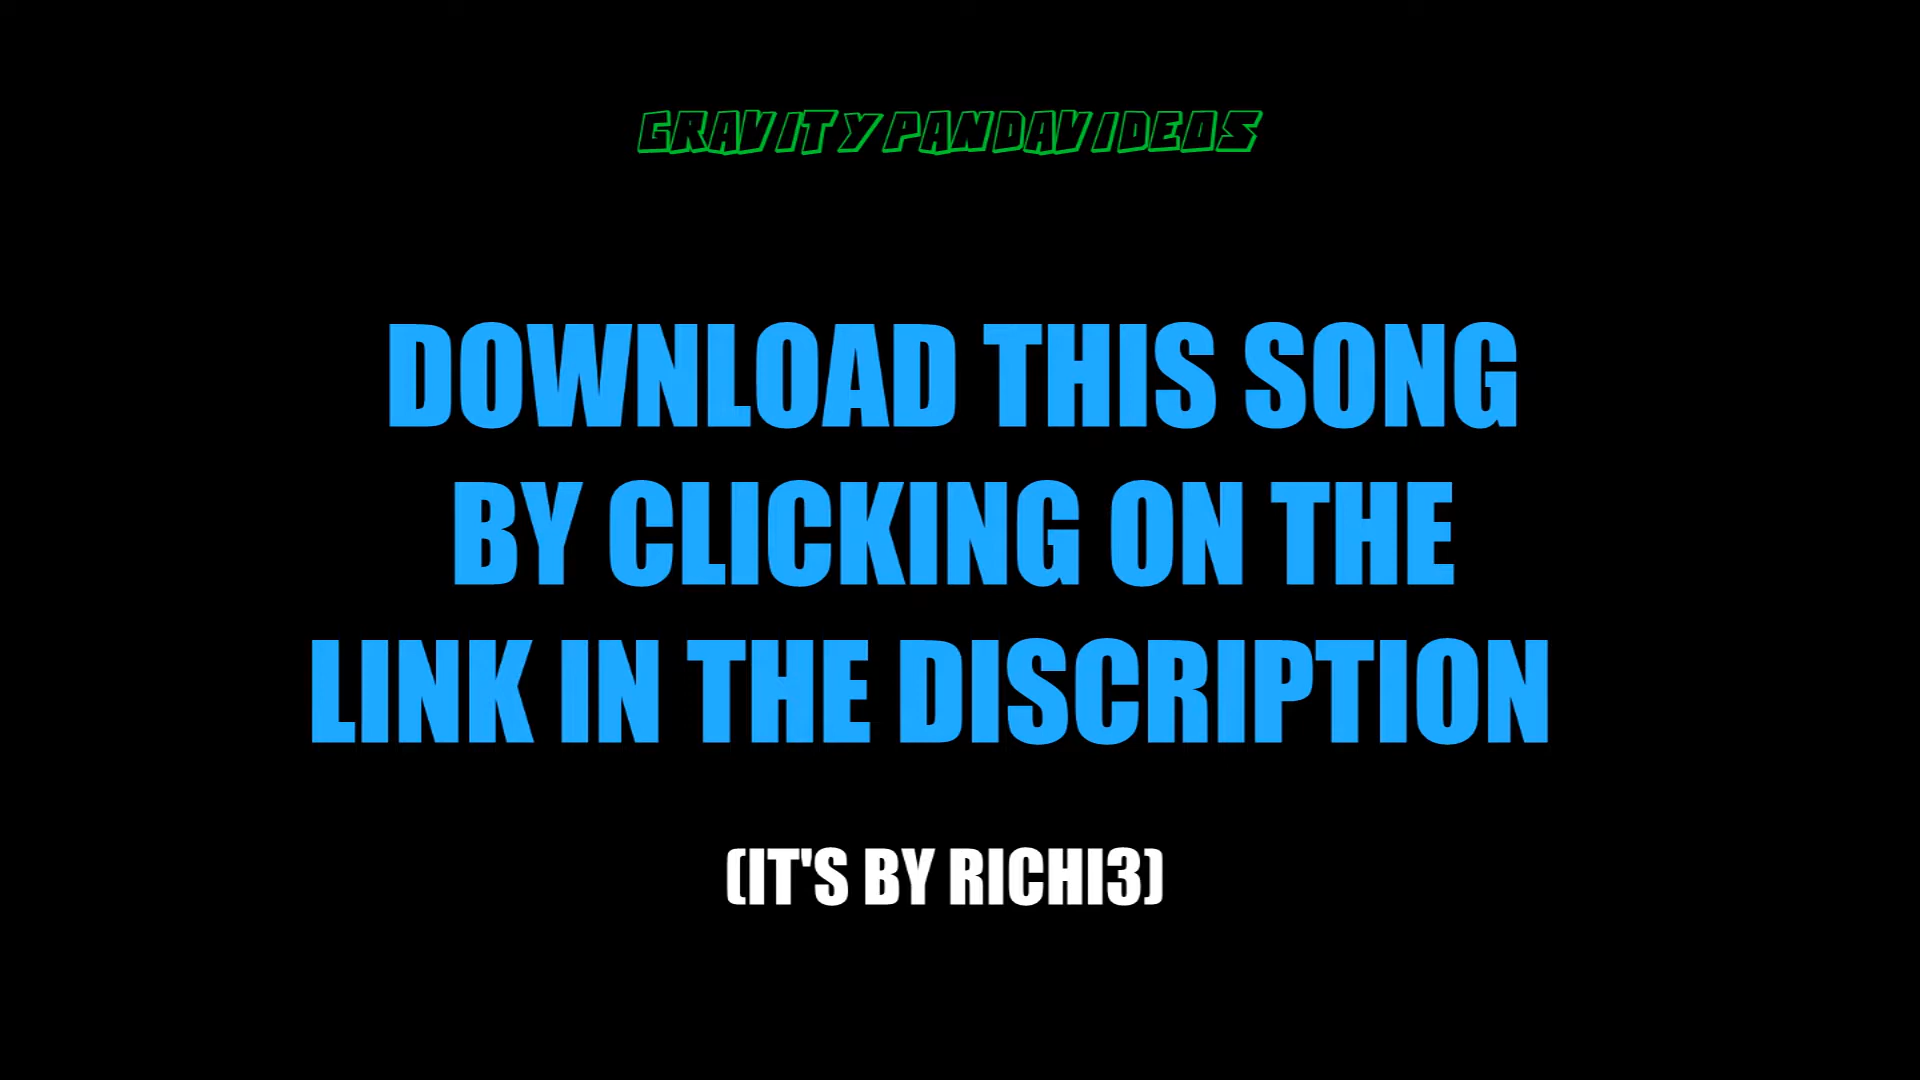 GRAVITYPANDAVIDEOS
DOWNLOAD THIS SONG
BY CLICKING ON THE
LINK IN THE DISCRIPTION
(IT'S BY RICHI3)